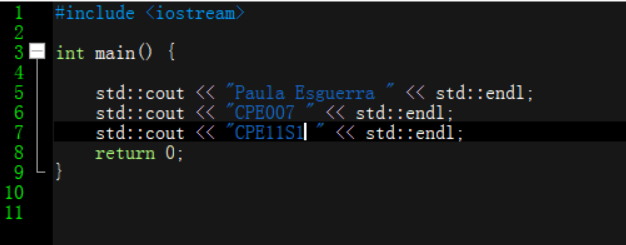 1 #include <iostream>
2
3 int main() {
4
5 std::cout << "Paula Esguerra " << std::endl;
6 std::cout << "CPE007 " << std::endl;
7 std::cout << "CPE11S1 " << std::endl;
8 return 0;
9 }
10
11